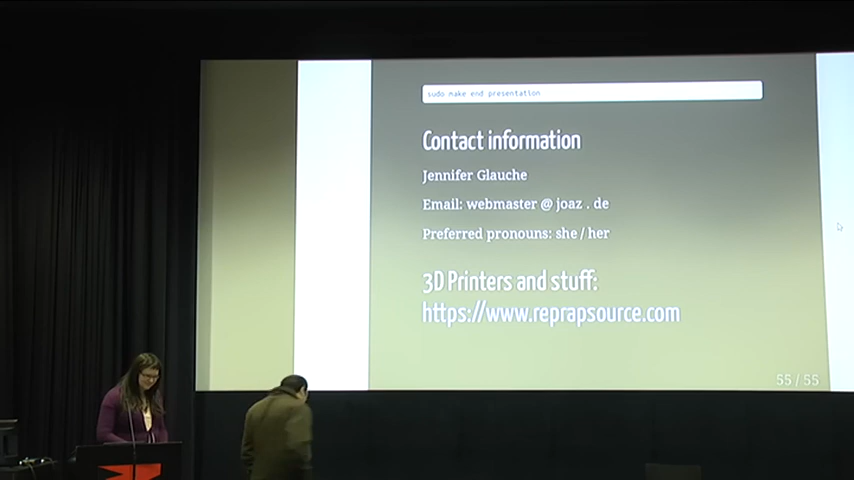 sudo make end presentation
Contact information
Jennifer Glauche
Email: webmaster @ joaz . de
Preferred pronouns: she / her
3D Printers and stuff:
https://www.reprapsource.com
55 / 55